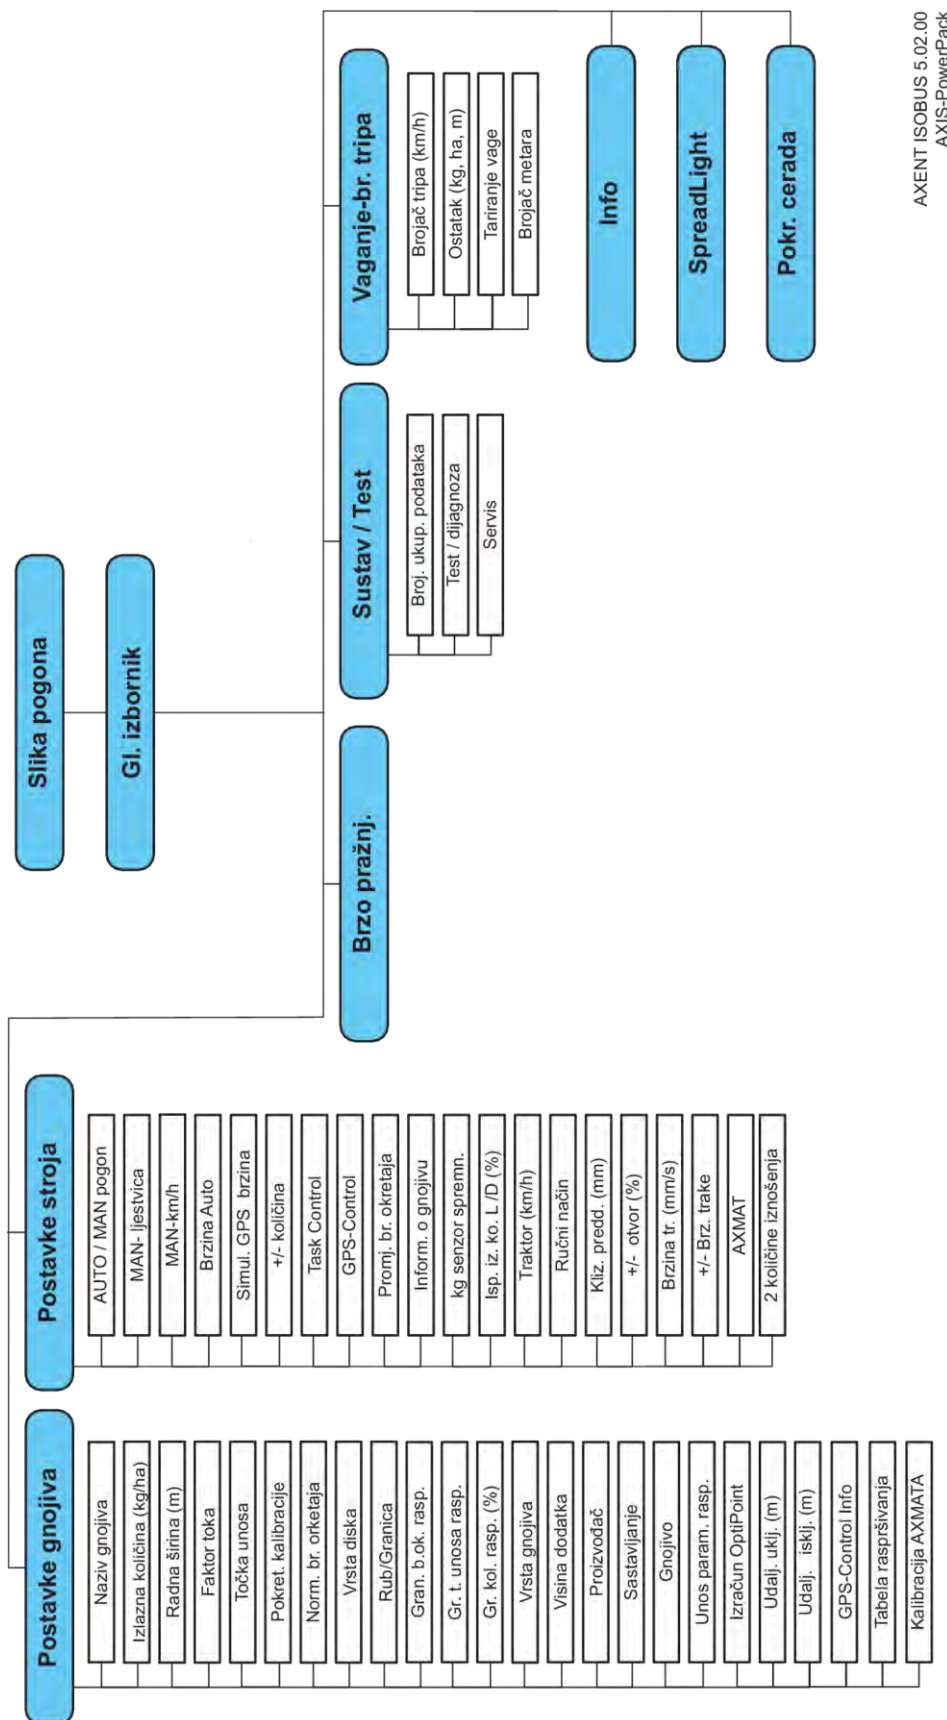 Slika pogona
Gl. izbornik
Postavke gnojiva
Naziv gnojiva
Izlazna količina (kg/ha)
Radna širina (m)
Faktor toka
Točka unosa
Pokret. kalibracije
Norm. br. orketaja
Vrsta diska
Rub/Granica
Gran. b.ok. rasp.
Gr. t. unosa rasp.
Gr. kol. rasp. (%)
Vrsta gnojiva
Visina dodatka
Proizvođač
Sastavljanje
Gnojivo
Unos param. rasp.
Izračun OptiPoint
Udalj. uklj. (m)
Udalj. isklj. (m)
GPS-Control Info
Tabela raspršivanja
Kalibracija AXMATA
Postavke stroja
AUTO / MAN pogon
MAN- ljestvica
MAN-km/h
Brzina Auto
Simul. GPS brzina
+/- količina
Task Control
GPS-Control
Promj. br. okretaja
Inform. o gnojivu
kg senzor spremn.
Isp. iz. ko. L /D (%)
Traktor (km/h)
Ručni način
Kliz. predd. (mm)
+/- otvor (%)
Brzina tr. (mm/s)
+/- Brz. trake
AXMAT
2 količine iznošenja
Brzo pražnj.
Sustav / Test
Broj. ukup. podataka
Test / dijagnoza
Servis
Vaganje-br. tripa
Brojač tripa (km/h)
Ostatak (kg, ha, m)
Tariranje vage
Brojač metara
Info
SpreadLight
Pokr. cerada
AXENT ISOBUS 5.02.00
AXIS-PowerPack